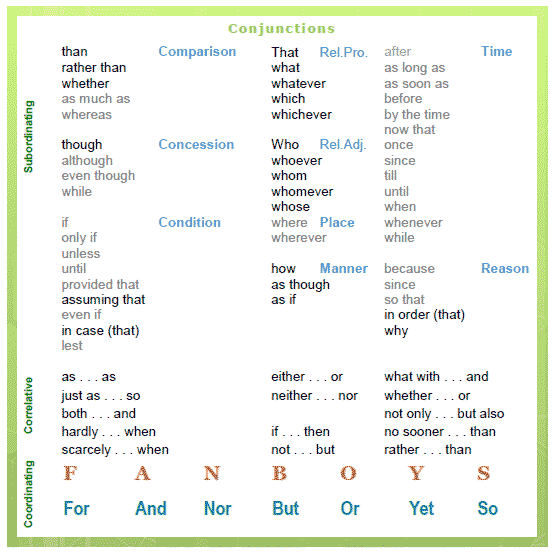 Conjunctions
Subordinating
than Comparison
rather than
whether
as much as
whereas
though Concession
although
even though
while
if Condition
only if
unless
until
provided that
assuming that
even if
in case (that)
lest
That Rel.Pro.
what
whatever
which
whichever
Who Rel.Adj.
whoever
whom
whomever
whose
where Place
wherever
how Manner
as though
as if
after Time
as long as
as soon as
before
by the time
now that
once
since
till
until
when
whenever
while
because Reason
since
so that
in order (that)
why
Correlative
as . . . as
just as . . . so
both . . . and
hardly . . . when
scarcely . . . when
either . . . or
neither . . . nor
if . . . then
not . . . but
what with . . . and
whether . . . or
not only . . . but also
no sooner . . . than
rather . . . than
Coordinating
F A N B O Y S
For And Nor But Or Yet So